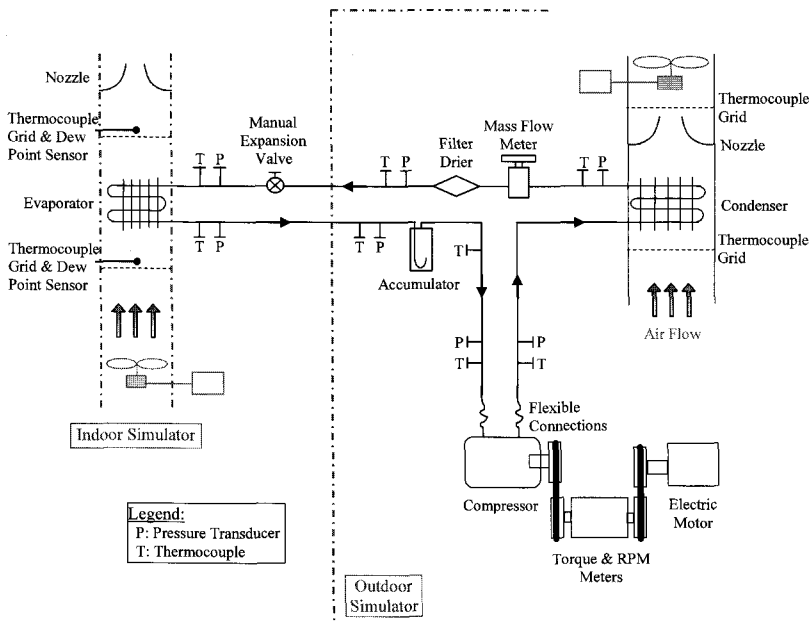 Nozzle
Thermocouple
Grid & Dew
Point Sensor
Manual
Expansion
Valve
Filter
Drier
Mass Flow
Meter
Thermocouple
Grid
Nozzle
T P
T P
T P
Evaporator
Condenser
T P
T P
T
Accumulator
Thermocouple
Grid & Dew
Point Sensor
Thermocouple
Grid
Air Flow
P
P
T
T
Flexible
Connections
Indoor Simulator
Compressor
Electric
Motor
Legend:
P: Pressure Transducer
T: Thermocouple
Torque & RPM
Meters
Outdoor
Simulator